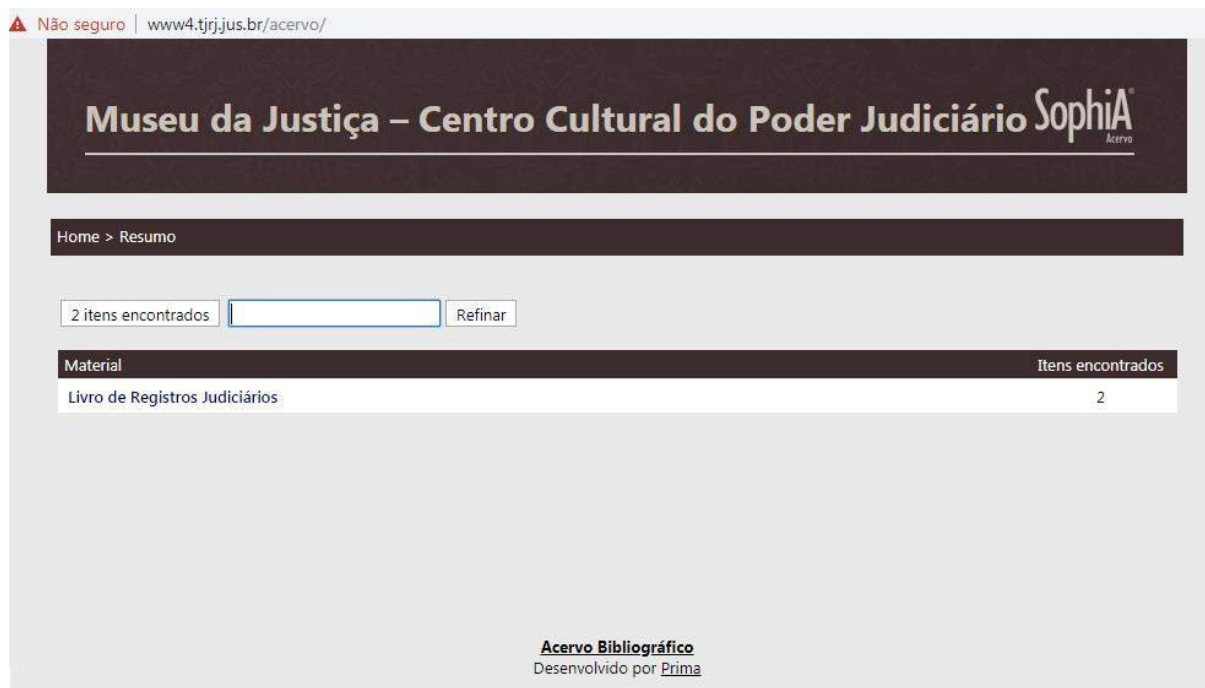 Não seguro | www4.tjrj.jus.br/acervo/
Museu da Justiça – Centro Cultural do Poder Judiciário SophiA®
Acervo
Home > Resumo
2 itens encontrados Refinar
Material Itens encontrados
Livro de Registros Judiciários 2
Acervo Bibliográfico
Desenvolvido por Prima